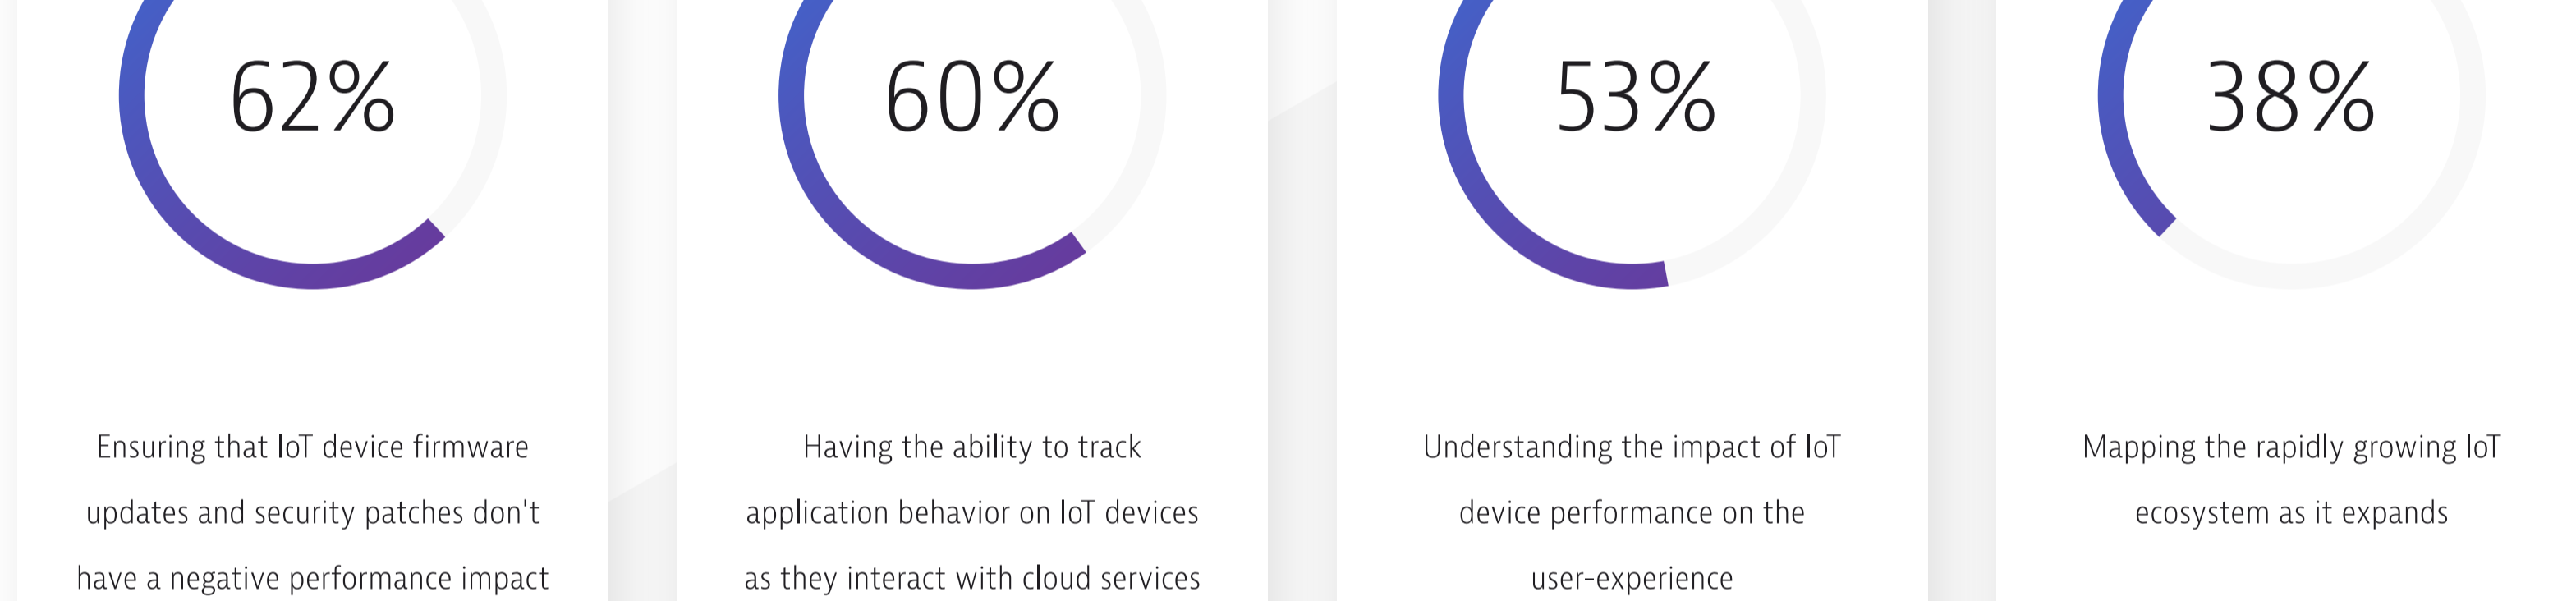 62%
Ensuring that IoT device firmware
updates and security patches don't
have a negative performance impact
60%
Having the ability to track
application behavior on IoT devices
as they interact with cloud services
53%
Understanding the impact of IoT
device performance on the
user-experience
38%
Mapping the rapidly growing IoT
ecosystem as it expands